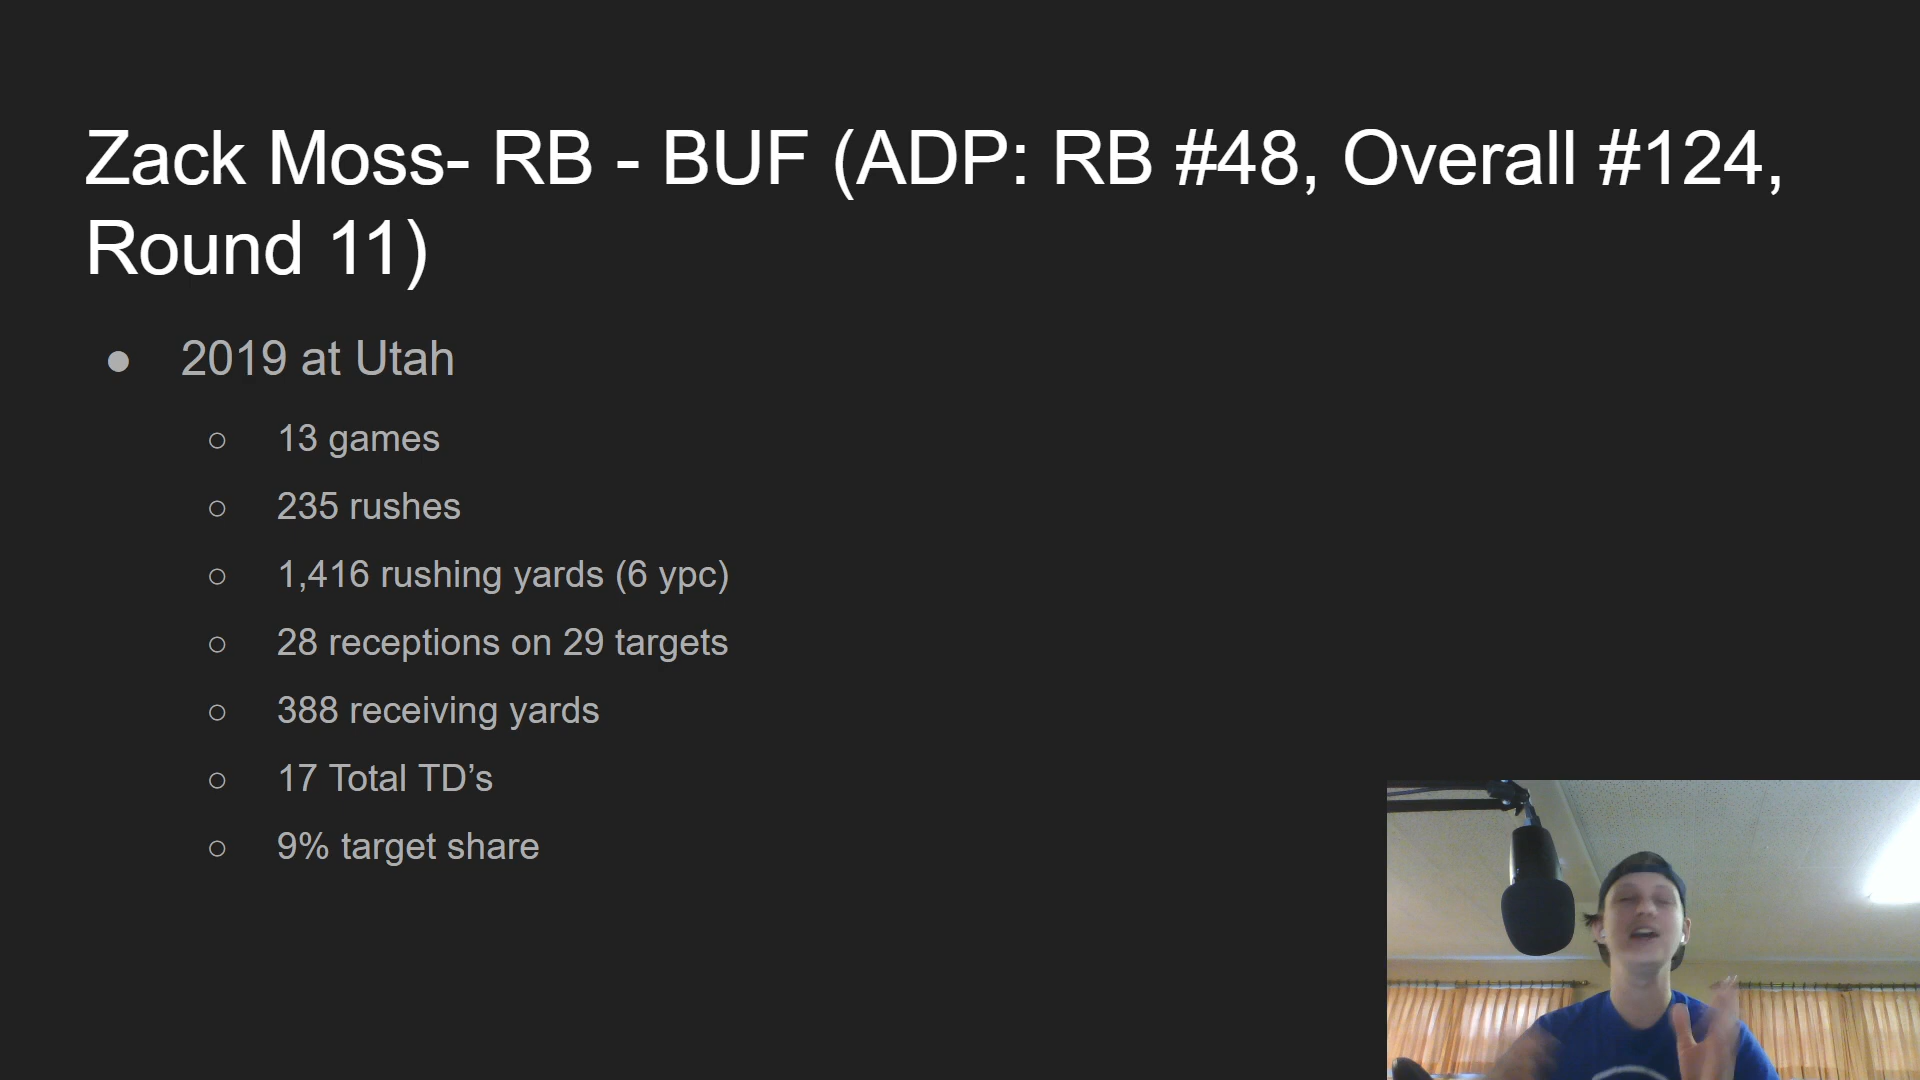 Zack Moss- RB - BUF (ADP: RB #48, Overall #124,
Round 11)
● 2019 at Utah
○ 13 games
○ 235 rushes
○ 1,416 rushing yards (6 ypc)
○ 28 receptions on 29 targets
○ 388 receiving yards
○ 17 Total TD’s
○ 9% target share